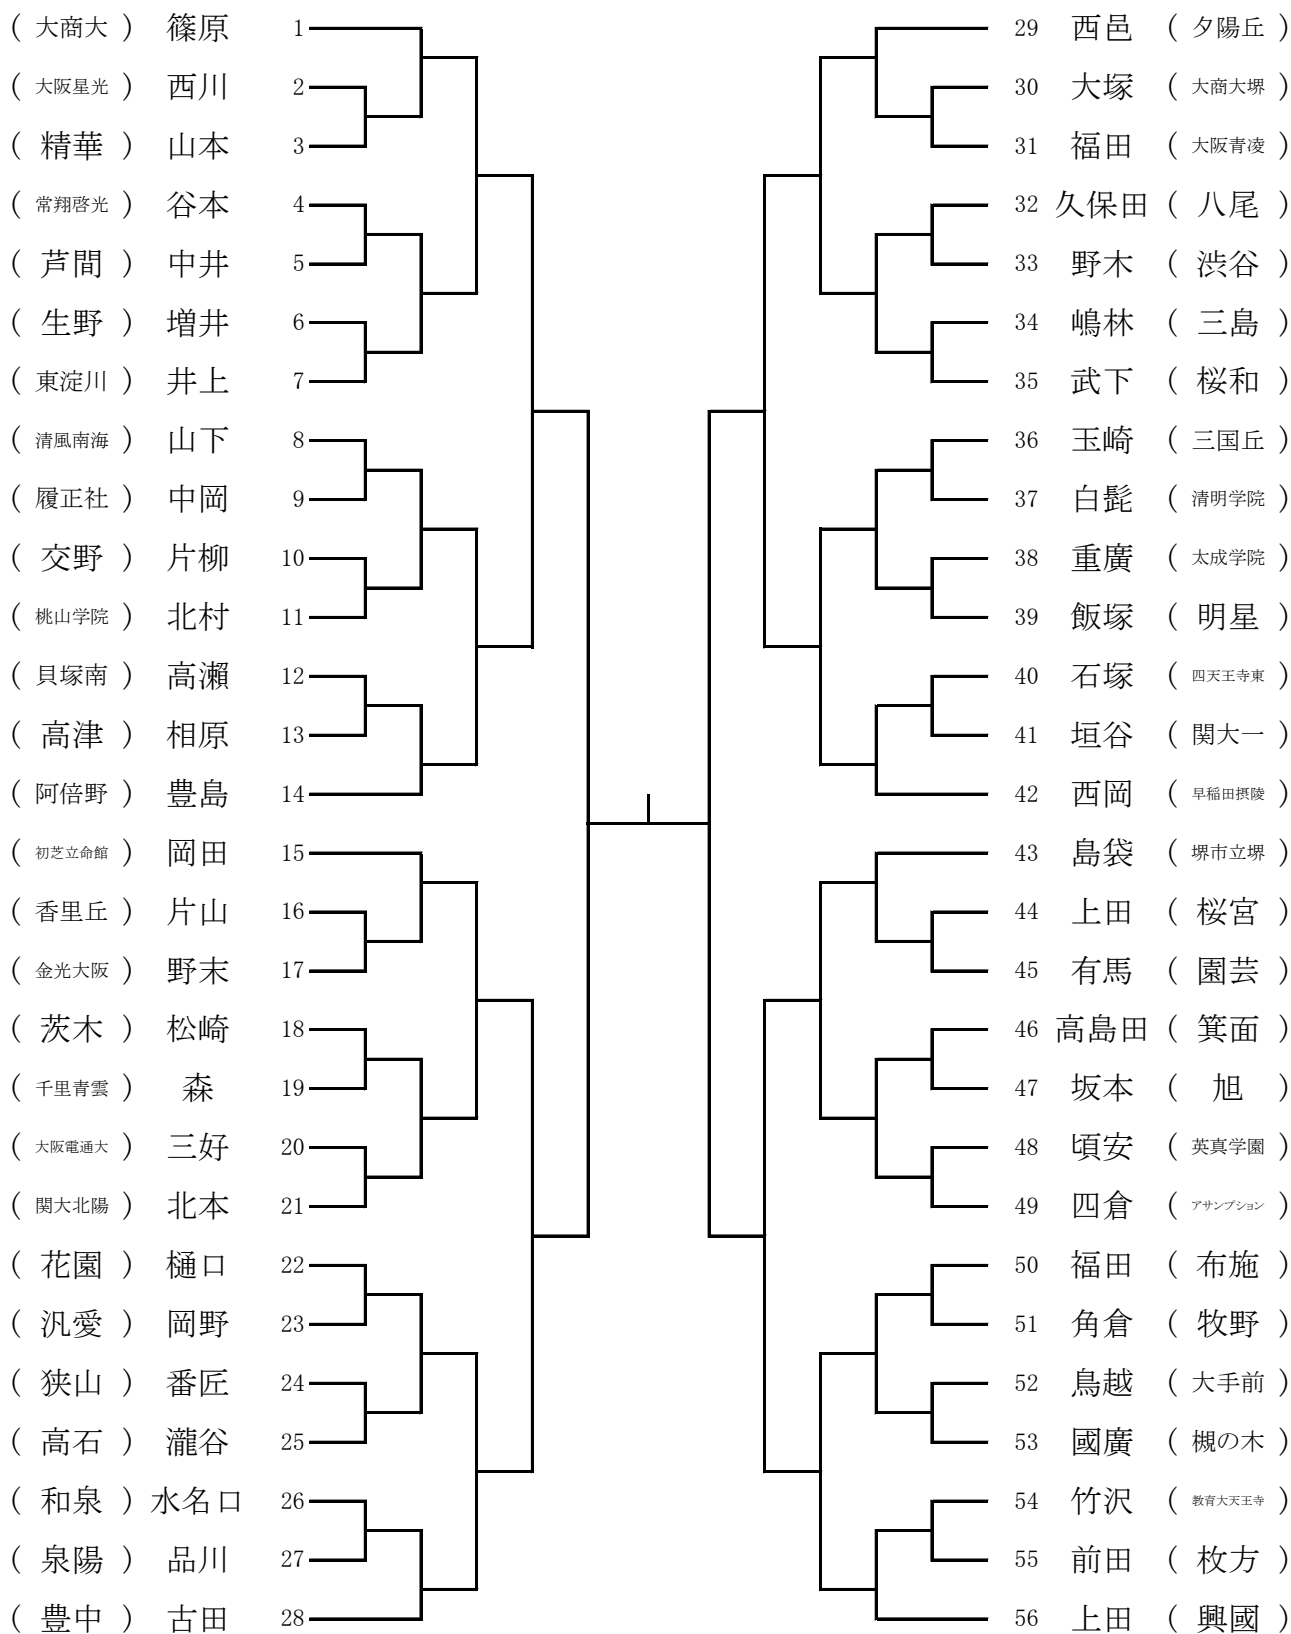 ( 大商大 ) 篠原 1
( 大阪星光 ) 西川 2
( 精華 ) 山本 3
( 常翔啓光 ) 谷本 4
( 芦間 ) 中井 5
( 生野 ) 増井 6
( 東淀川 ) 井上 7
( 清風南海 ) 山下 8
( 履正社 ) 中岡 9
( 交野 ) 片柳 10
( 桃山学院 ) 北村 11
( 貝塚南 ) 高瀬 12
( 高津 ) 相原 13
( 阿倍野 ) 豊島 14
( 初芝立命館 ) 岡田 15
( 香里丘 ) 片山 16
( 金光大阪 ) 野末 17
( 茨木 ) 松崎 18
( 千里青雲 ) 森 19
( 大阪電通大 ) 三好 20
( 関大北陽 ) 北本 21
( 花園 ) 樋口 22
( 汎愛 ) 岡野 23
( 狭山 ) 番匠 24
( 高石 ) 瀧谷 25
( 和泉 ) 水名口 26
( 泉陽 ) 品川 27
( 豊中 ) 古田 28
29 西邑 ( 夕陽丘 )
30 大塚 ( 大商大堺 )
31 福田 ( 大阪青凌 )
32 久保田 ( 八尾 )
33 野木 ( 渋谷 )
34 嶋林 ( 三島 )
35 武下 ( 桜和 )
36 玉崎 ( 三国丘 )
37 白髭 ( 清明学院 )
38 重廣 ( 太成学院 )
39 飯塚 ( 明星 )
40 石塚 ( 四天王寺東 )
41 垣谷 ( 関大一 )
42 西岡 ( 早稲田摂陵 )
43 島袋 ( 堺市立堺 )
44 上田 ( 桜宮 )
45 有馬 ( 園芸 )
46 高島田 ( 箕面 )
47 坂本 ( 旭 )
48 頃安 ( 英真学園 )
49 四倉 ( アサンプション )
50 福田 ( 布施 )
51 角倉 ( 牧野 )
52 鳥越 ( 大手前 )
53 國廣 ( 槻の木 )
54 竹沢 ( 教育大天王寺 )
55 前田 ( 枚方 )
56 上田 ( 興國 )